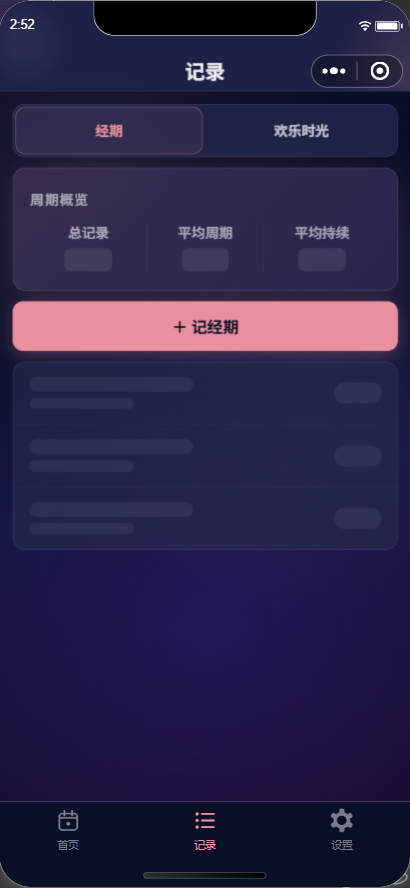 2:52
记录
经期 欢乐时光
周期概览
总记录 平均周期 平均持续
+ 记经期
首页 记录 设置